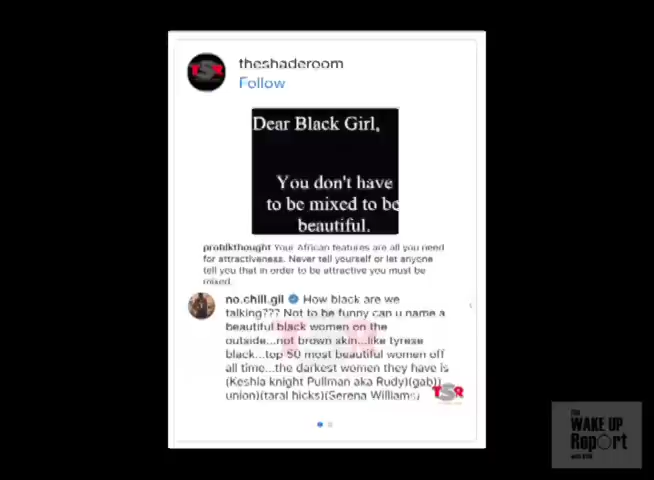 TSR
theshaderoom
Follow
Dear Black Girl,
You don't have
to be mixed to be
beautiful.
problkthought Your African features are all you need
for attractiveness. Never tell yourself or let anyone
tell you that in order to be attractive you must be
mixed.
no.chill.gil How black are we
talking??? Not to be funny can u name a
beautiful black women on the
outside...not brown skin...like tyrese
black...top 50 most beautiful women off
all time...the darkest women they have is
(Keshia knight Pullman aka Rudy)(gab))
union)(taral hicks)(Serena Williams)
TSR
The
WAKE UP
Report